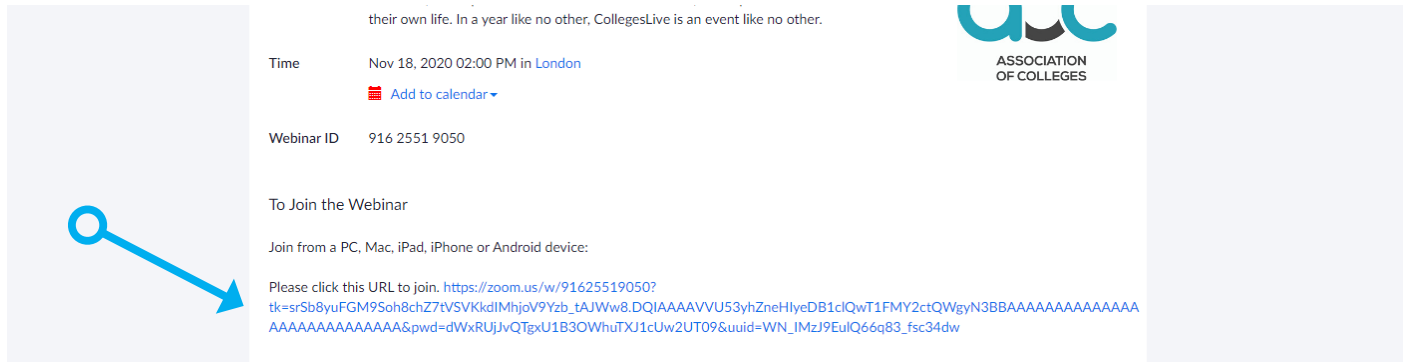 their own life. In a year like no other, CollegesLive is an event like no other.
ASSOCIATION
OF COLLEGES
Time Nov 18, 2020 02:00 PM in London
Add to calendar
Webinar ID 916 2551 9050
To Join the Webinar
Join from a PC, Mac, iPad, iPhone or Android device:
Please click this URL to join. https://zoom.us/w/91625519050?
tk=srSb8yuFGM9Soh8chZ7tVSVKkdIMhjoV9Yzb_tAJWw8.DQIAAAAVVU53yhZneHIyeDB1clQwT1FMY2ctQWgyN3BBAAAAAAAAAAAAAA
AAAAAAAAAAAAAA&pwd=dWxRUjJvQTgxU1B3OWhuTXJ1cUw2UT09&uuid=WN_IMzJ9EulQ66q83_fsc34dw